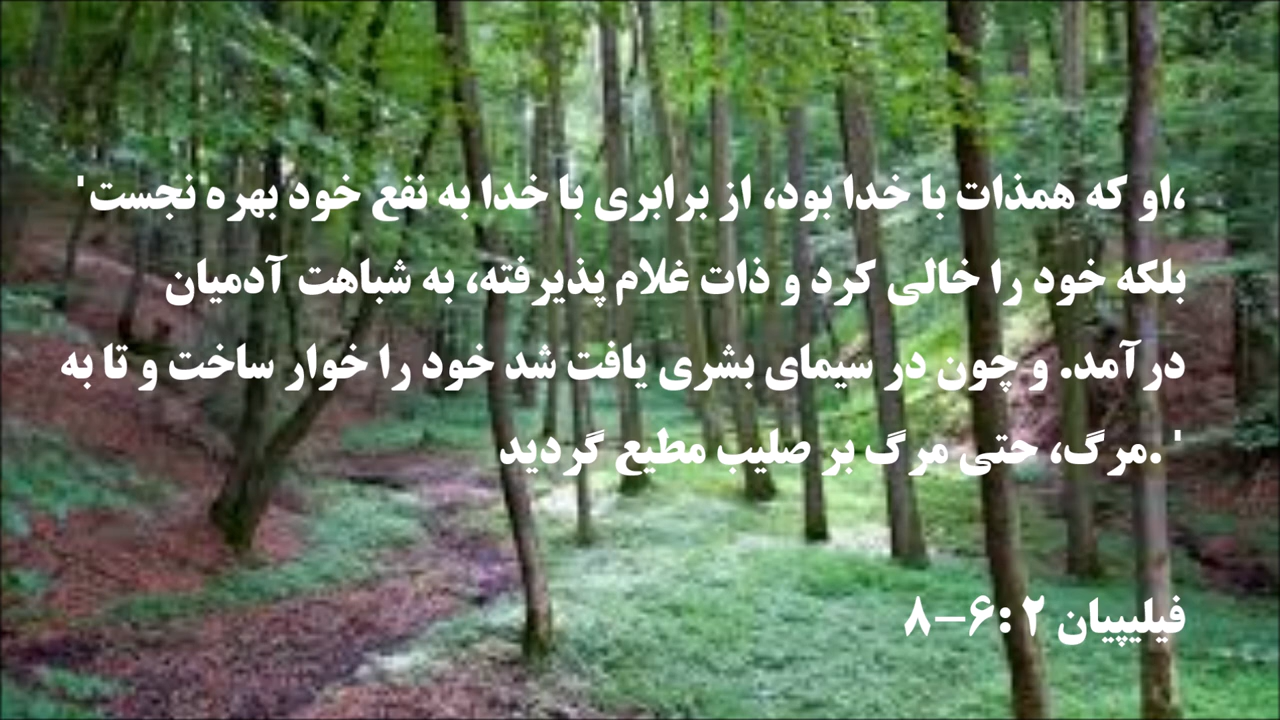 ،او که همذات با خدا بود، از برابری با خدا به نفع خود بهره نجست'
بلکه خود را خالی کرد و ذات غلام پذیرفته، به شباهت آدمیان
درآمد. و چون در سیمای بشری یافت شد خود را خوار ساخت و تا به
' .مرگ، حتی مرگ بر صلیب مطیع گردید
فیلیپیان ۲ :۶-۸